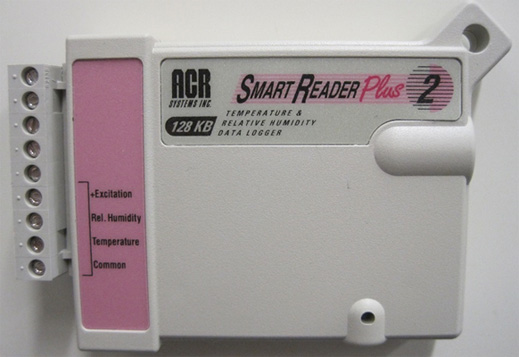 ACR
SYSTEMS INC.
SMART READER Plus 2
128 KB
TEMPERATURE &
RELATIVE HUMIDITY
DATA LOGGER
+Excitation
Rel. Humidity
Temperature
Common